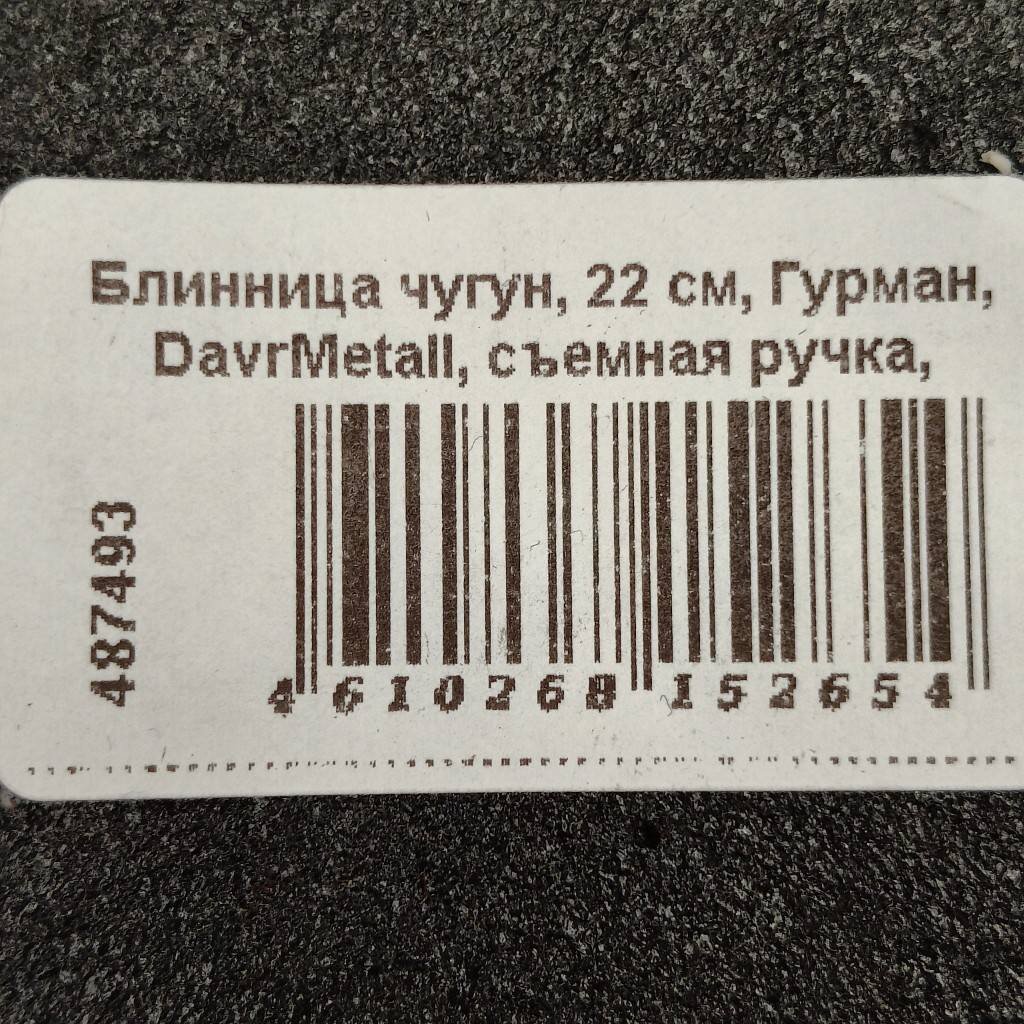 Блинница чугун, 22 см, Гурман,
DavrMetall, съемная ручка,
487493
4 610268 152654